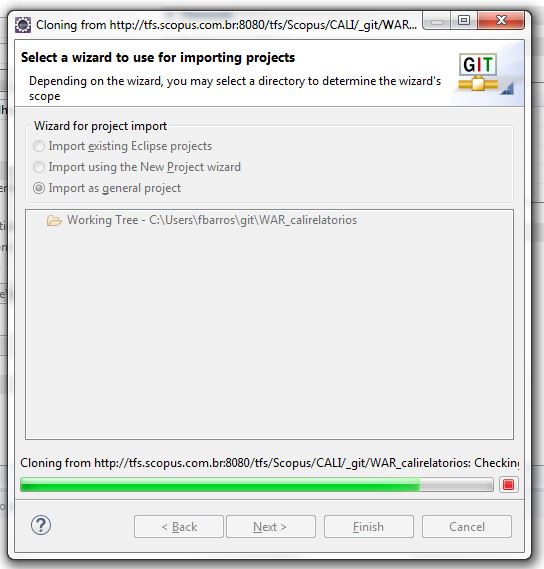 Cloning from http://tfs.scopus.com.br:8080/tfs/Scopus/CALI/_git/WAR...
Select a wizard to use for importing projects
Depending on the wizard, you may select a directory to determine the wizard's
scope
GIT
Wizard for project import
Import existing Eclipse projects
Import using the New Project wizard
Import as general project
Working Tree - C:\Users\fbarros\git\WAR_calirelatorios
Cloning from http://tfs.scopus.com.br:8080/tfs/Scopus/CALI/_git/WAR_calirelatorios: Checking
?
< Back
Next >
Finish
Cancel